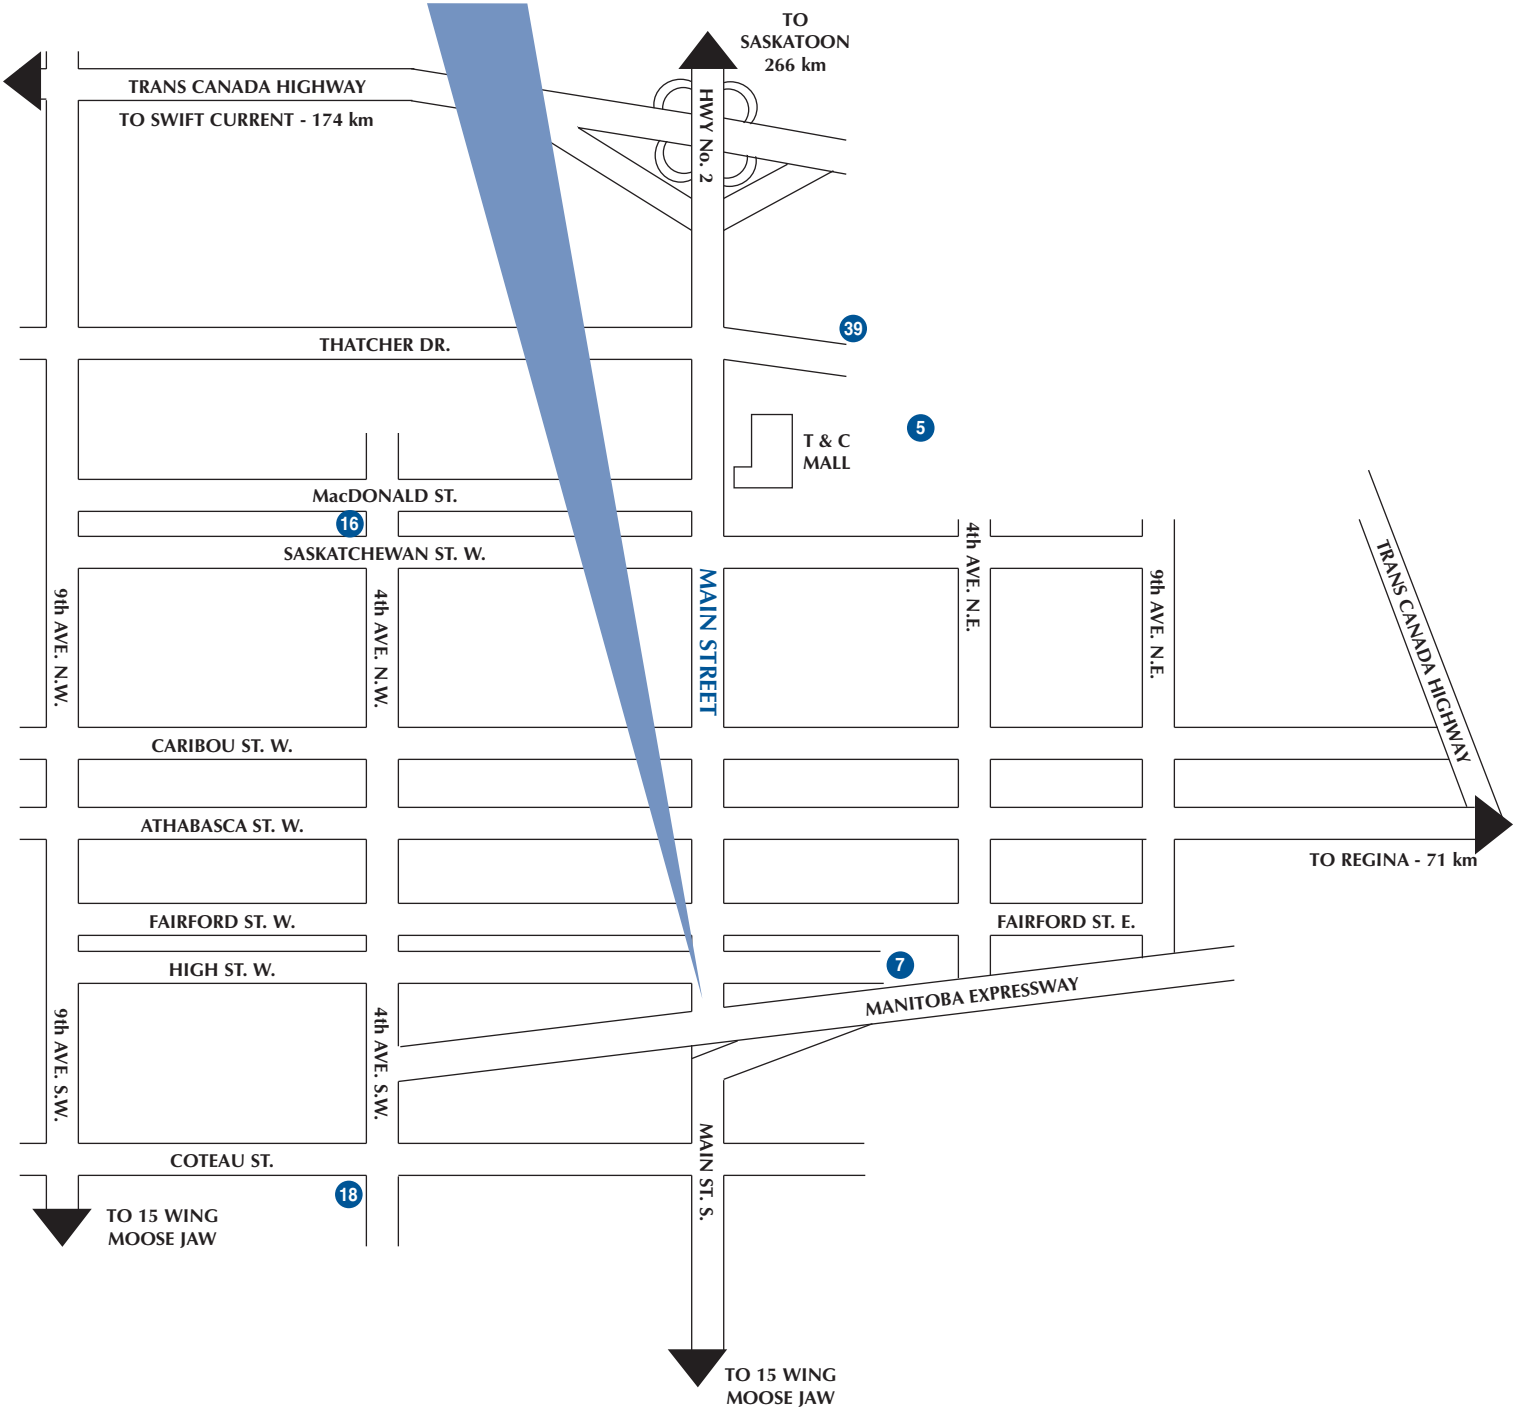 TO
SASKATOON
266 km
TRANS CANADA HIGHWAY
TO SWIFT CURRENT - 174 km
HWY No. 2
39
THATCHER DR.
5
T & C
MALL
MacDONALD ST.
16
SASKATCHEWAN ST. W.
4th AVE. N.E.
TRANS CANADA HIGHWAY
9th AVE. N.W.
4th AVE. N.W.
MAIN STREET
9th AVE. N.E.
CARIBOU ST. W.
ATHABASCA ST. W.
TO REGINA - 71 km
FAIRFORD ST. W.
FAIRFORD ST. E.
HIGH ST. W.
7
MANITOBA EXPRESSWAY
9th AVE. S.W.
4th AVE. S.W.
MAIN ST. S.
COTEAU ST.
18
TO 15 WING
MOOSE JAW
TO 15 WING
MOOSE JAW